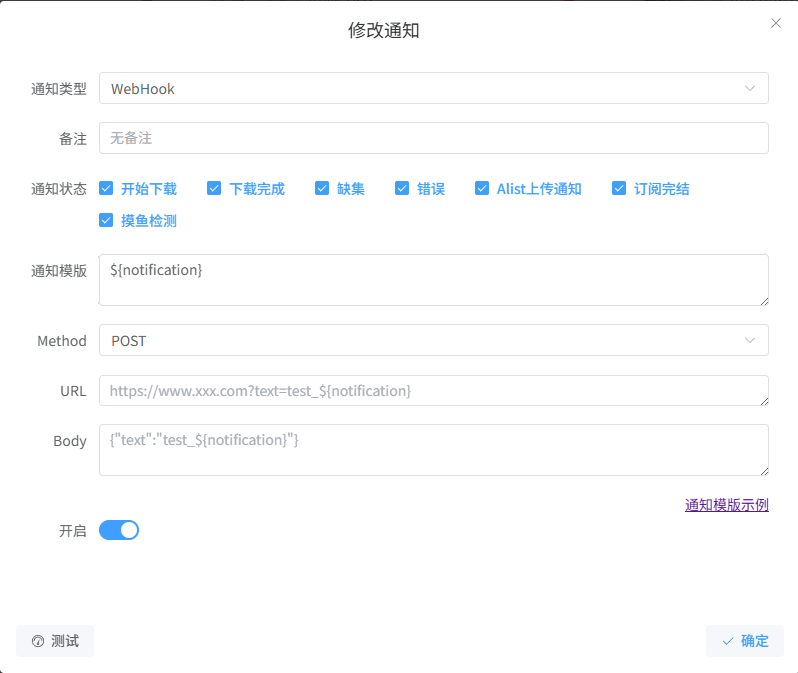 修改通知
通知类型 WebHook
备注 无备注
通知状态 开始下载 下载完成 缺集 错误 Alist上传通知 订阅完结
摸鱼检测
通知模版 ${notification}
Method POST
URL https://www.xxx.com?text=test_${notification}
Body {"text":"test_${notification}"}
通知模版示例
开启
测试 确定